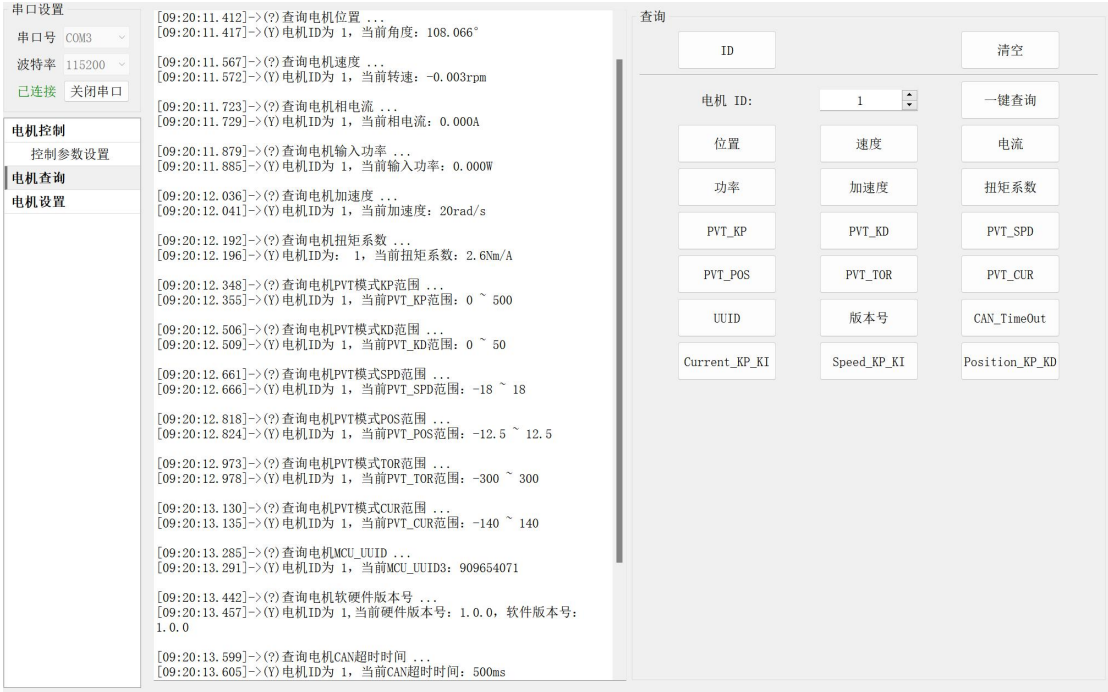 串口设置
串口号 COM3
波特率 115200
已连接 关闭串口
电机控制
控制参数设置
电机查询
电机设置
[09:20:11.412]->(?)查询电机位置 ...
[09:20:11.417]->(Y)电机ID为 1, 当前角度: 108.066°
[09:20:11.567]->(?)查询电机速度 ...
[09:20:11.572]->(Y)电机ID为 1, 当前转速: -0.003rpm
[09:20:11.723]->(?)查询电机相电流 ...
[09:20:11.729]->(Y)电机ID为 1, 当前相电流: 0.000A
[09:20:11.879]->(?)查询电机输入功率 ...
[09:20:11.885]->(Y)电机ID为 1, 当前输入功率: 0.000W
[09:20:12.036]->(?)查询电机加速度 ...
[09:20:12.041]->(Y)电机ID为 1, 当前加速度: 20rad/s
[09:20:12.192]->(?)查询电机扭矩系数 ...
[09:20:12.196]->(Y)电机ID为: 1, 当前扭矩系数: 2.6Nm/A
[09:20:12.348]->(?)查询电机PVT模式KP范围 ...
[09:20:12.355]->(Y)电机ID为 1, 当前PVT_KP范围: 0 ~ 500
[09:20:12.506]->(?)查询电机PVT模式KD范围 ...
[09:20:12.509]->(Y)电机ID为 1, 当前PVT_KD范围: 0 ~ 50
[09:20:12.661]->(?)查询电机PVT模式SPD范围 ...
[09:20:12.666]->(Y)电机ID为 1, 当前PVT_SPD范围: -18 ~ 18
[09:20:12.818]->(?)查询电机PVT模式POS范围 ...
[09:20:12.824]->(Y)电机ID为 1, 当前PVT_POS范围: -12.5 ~ 12.5
[09:20:12.973]->(?)查询电机PVT模式TOR范围 ...
[09:20:12.978]->(Y)电机ID为 1, 当前PVT_TOR范围: -300 ~ 300
[09:20:13.130]->(?)查询电机PVT模式CUR范围 ...
[09:20:13.135]->(Y)电机ID为 1, 当前PVT_CUR范围: -140 ~ 140
[09:20:13.285]->(?)查询电机MCU_UUID ...
[09:20:13.291]->(Y)电机ID为 1, 当前MCU_UUID3: 909654071
[09:20:13.442]->(?)查询电机软硬件版本号 ...
[09:20:13.457]->(Y)电机ID为 1,当前硬件版本号: 1.0.0, 软件版本号:
1.0.0
[09:20:13.599]->(?)查询电机CAN超时时间 ...
[09:20:13.605]->(Y)电机ID为 1, 当前CAN超时时间: 500ms
查询
ID 清空
电机 ID: 1 一键查询
位置 速度 电流
功率 加速度 扭矩系数
PVT_KP PVT_KD PVT_SPD
PVT_POS PVT_TOR PVT_CUR
UUID 版本号 CAN_TimeOut
Current_KP_KI Speed_KP_KI Position_KP_KD